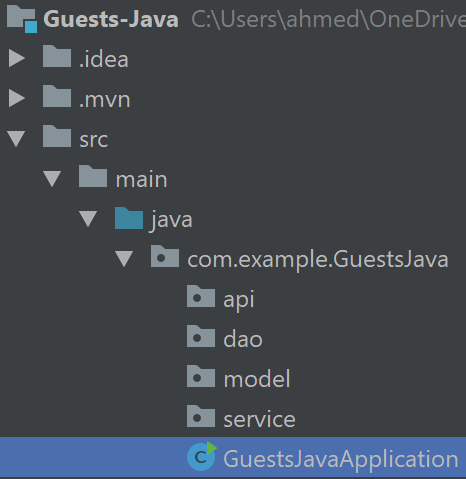 Guests-Java C:\Users\ahmed\OneDrive
.idea
.mvn
src
main
java
com.example.GuestsJava
api
dao
model
service
C GuestsJavaApplication